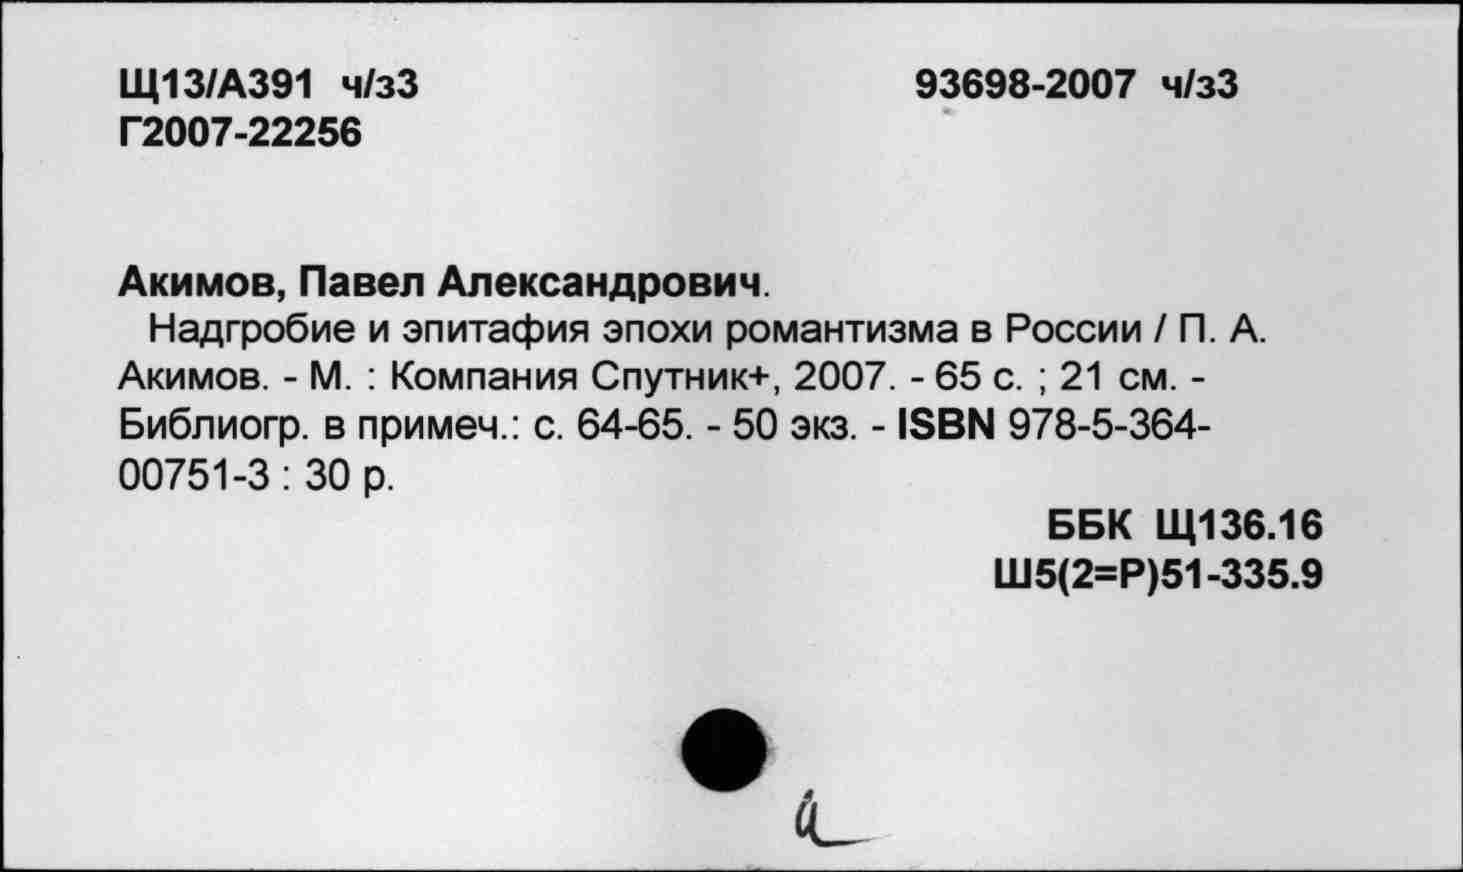 Щ13/А391 ч/з3 93698-2007 ч/з3
Г2007-22256
Акимов, Павел Александрович.
Надгробие и эпитафия эпохи романтизма в России / П. А.
Акимов. - М. : Компания Спутник+, 2007. - 65 с. ; 21 см. -
Библиогр. в примеч.: с. 64-65. - 50 экз. - ISBN 978-5-364-
00751-3 : 30 р.
ББК Щ136.16
Ш5(2=Р)51-335.9